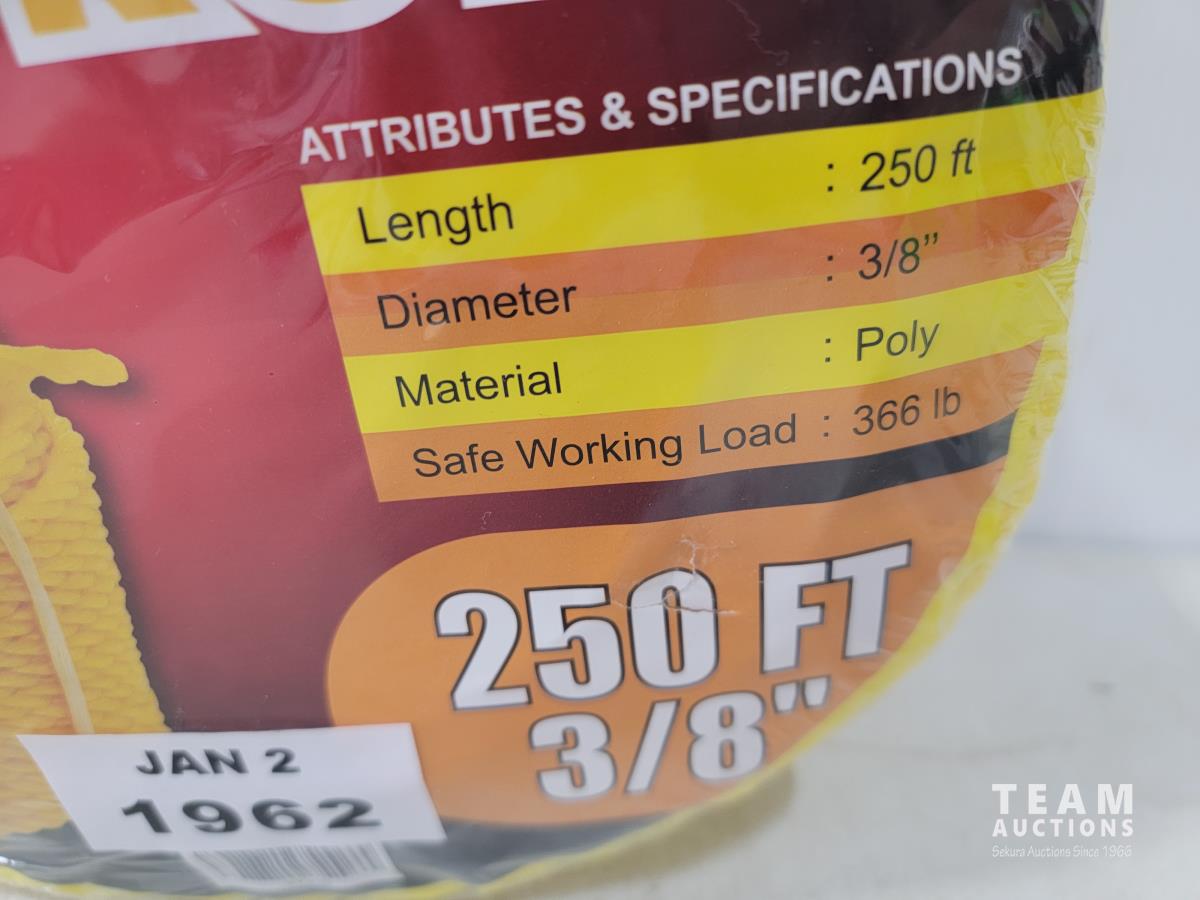 ATTRIBUTES & SPECIFICATIONS
Length : 250 ft
Diameter : 3/8”
Material : Poly
Safe Working Load : 366 lb
250 FT
3/8"
JAN 2
1962
TEAM
AUCTIONS
Sekura Auctions Since 1966